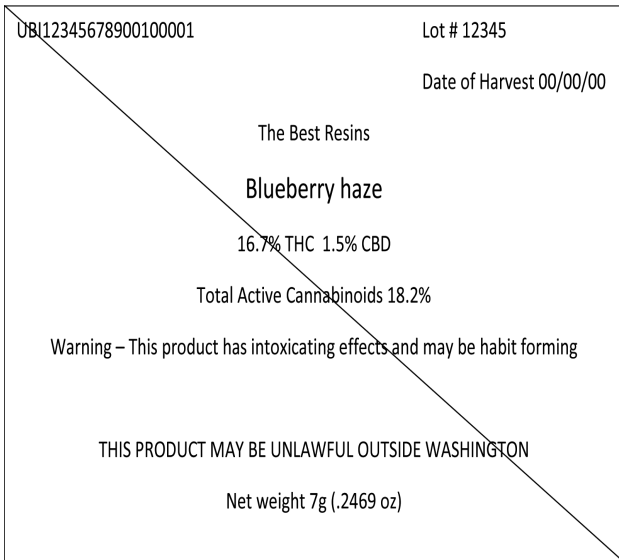 UBI12345678900100001 Lot # 12345
Date of Harvest 00/00/00
The Best Resins
Blueberry haze
16.7% THC 1.5% CBD
Total Active Cannabinoids 18.2%
Warning – This product has intoxicating effects and may be habit forming
THIS PRODUCT MAY BE UNLAWFUL OUTSIDE WASHINGTON
Net weight 7g (.2469 oz)